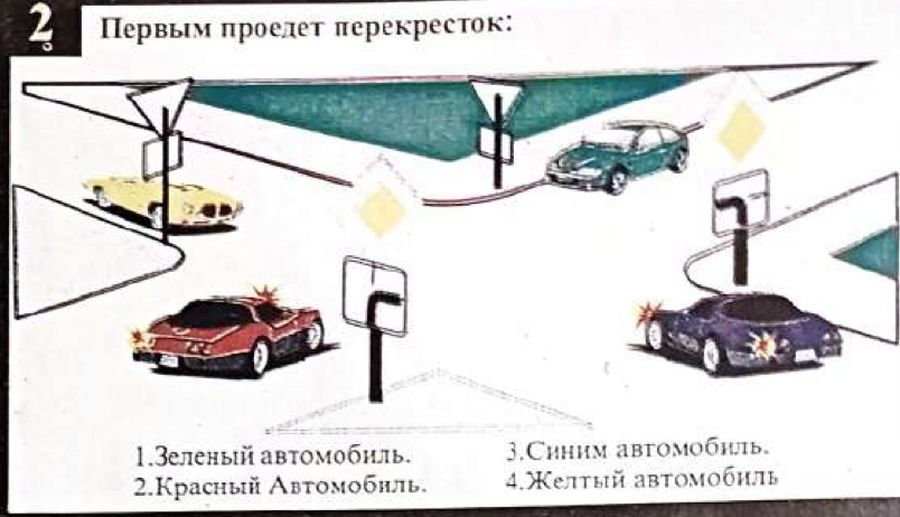 2
Первым проедет перекресток:
1.Зеленый автомобиль.
2.Красный Автомобиль.
3.Синим автомобиль.
4.Желтый автомобиль